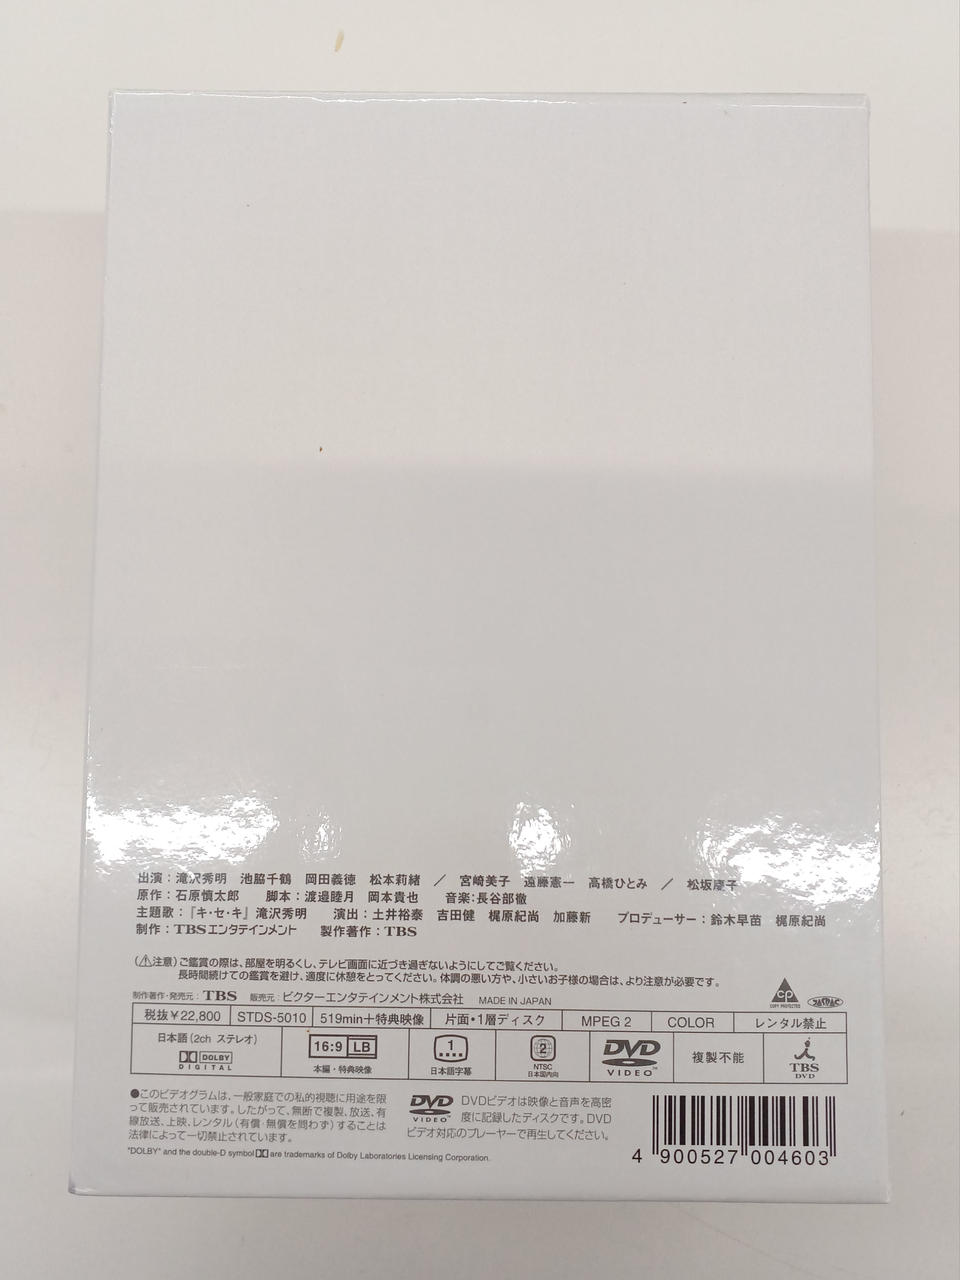 出演：滝沢秀明　池脇千鶴　岡田義徳　松本莉緒　／　宮崎美子　遠藤憲一　高橋ひとみ　／　松坂慶子
原作：石原慎太郎　　脚本：渡邉睦月　岡本貴也　　音楽：長谷部徹
主題歌：『キ・セ・キ』滝沢秀明　　演出：土井裕泰　吉田健　梶原紀尚　加藤新　　プロデューサー：鈴木早苗　梶原紀尚
制作：TBSエンタテインメント　　製作著作：TBS
（⚠注意）ご鑑賞の際は、部屋を明るくし、テレビ画面に近づき過ぎないようにしてご覧ください。
長時間続けての鑑賞を避け、適度に休憩をとってください。体調の悪い方や、小さいお子様の場合は、より注意が必要です。
制作著作・発売元：TBS　販売元：ビクターエンタテインメント株式会社　MADE IN JAPAN
cp
COPY PROTECTED
税抜￥22,800　STDS-5010　519min＋特典映像　片面・1層ディスク　MPEG 2　COLOR　レンタル禁止
日本語（2ch ステレオ）
DOLBY
DIGITAL
16:9 LB
本編・特典映像
1
日本語字幕
2
NTSC
日本国内向
DVD
VIDEO™
複製不能
TBS
DVD
●このビデオグラムは、一般家庭での私的視聴に用途を限
って販売されています。したがって、無断で複製、放送、有
線放送、上映、レンタル（有償・無償を問わず）することは
法律によって一切禁止されています。
"DOLBY" and the double-D symbol are trademarks of Dolby Laboratories Licensing Corporation.
DVD
VIDEO™
DVDビデオは映像と音声を高密
度に記録したディスクです。DVD
ビデオ対応のプレーヤーで再生してください。
4 900527 004603